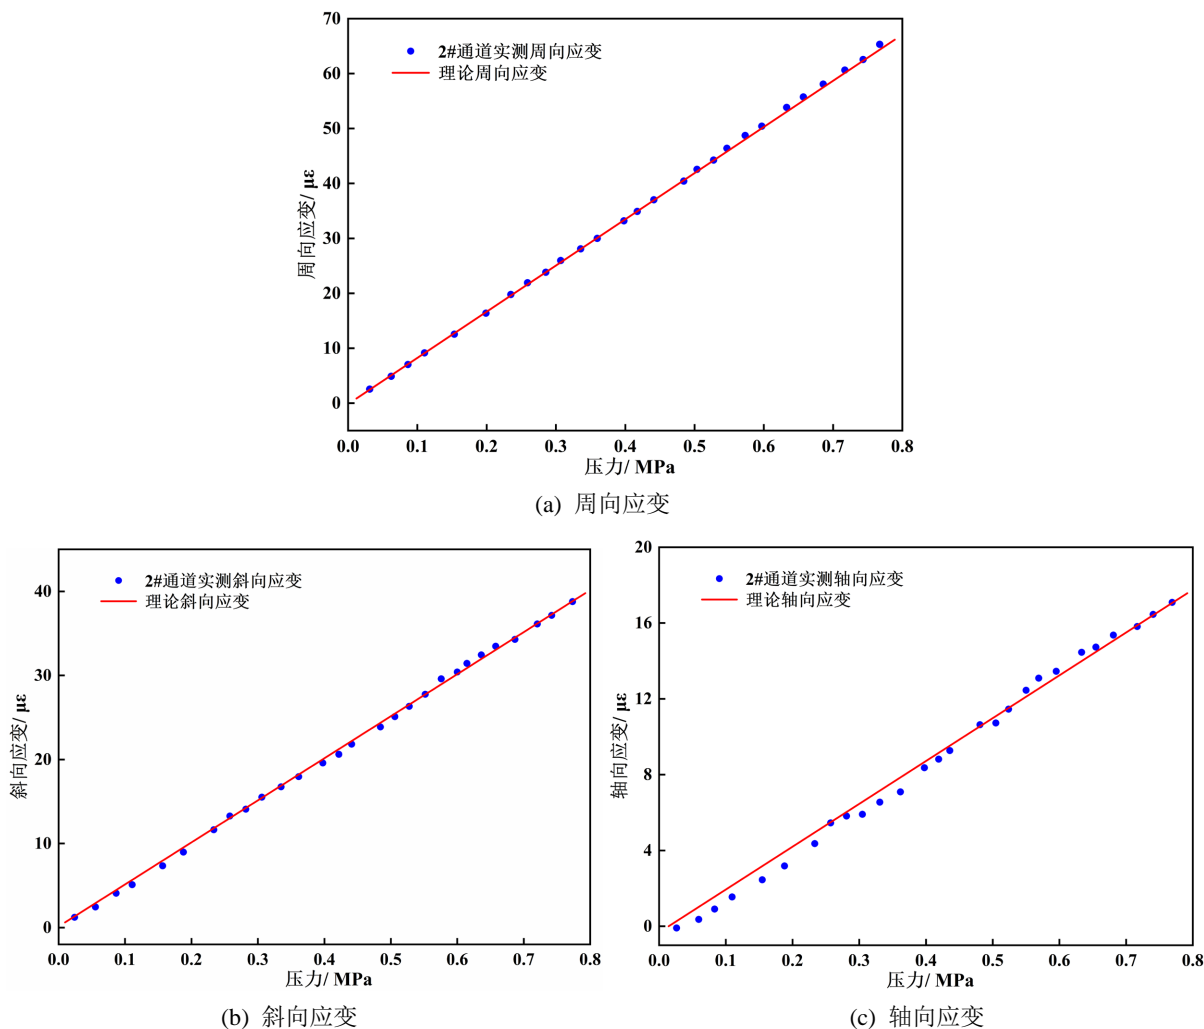 70
60
50
40
30
20
10
0
周向应变/ με
2#通道实测周向应变
理论周向应变
0.0 0.1 0.2 0.3 0.4 0.5 0.6 0.7 0.8
压力/ MPa
(a) 周向应变
40
30
20
10
0
斜向应变/ με
2#通道实测斜向应变
理论斜向应变
0.0 0.1 0.2 0.3 0.4 0.5 0.6 0.7 0.8
压力/ MPa
(b) 斜向应变
20
16
12
8
4
0
轴向应变/ με
2#通道实测轴向应变
理论轴向应变
0.0 0.1 0.2 0.3 0.4 0.5 0.6 0.7 0.8
压力/ MPa
(c) 轴向应变